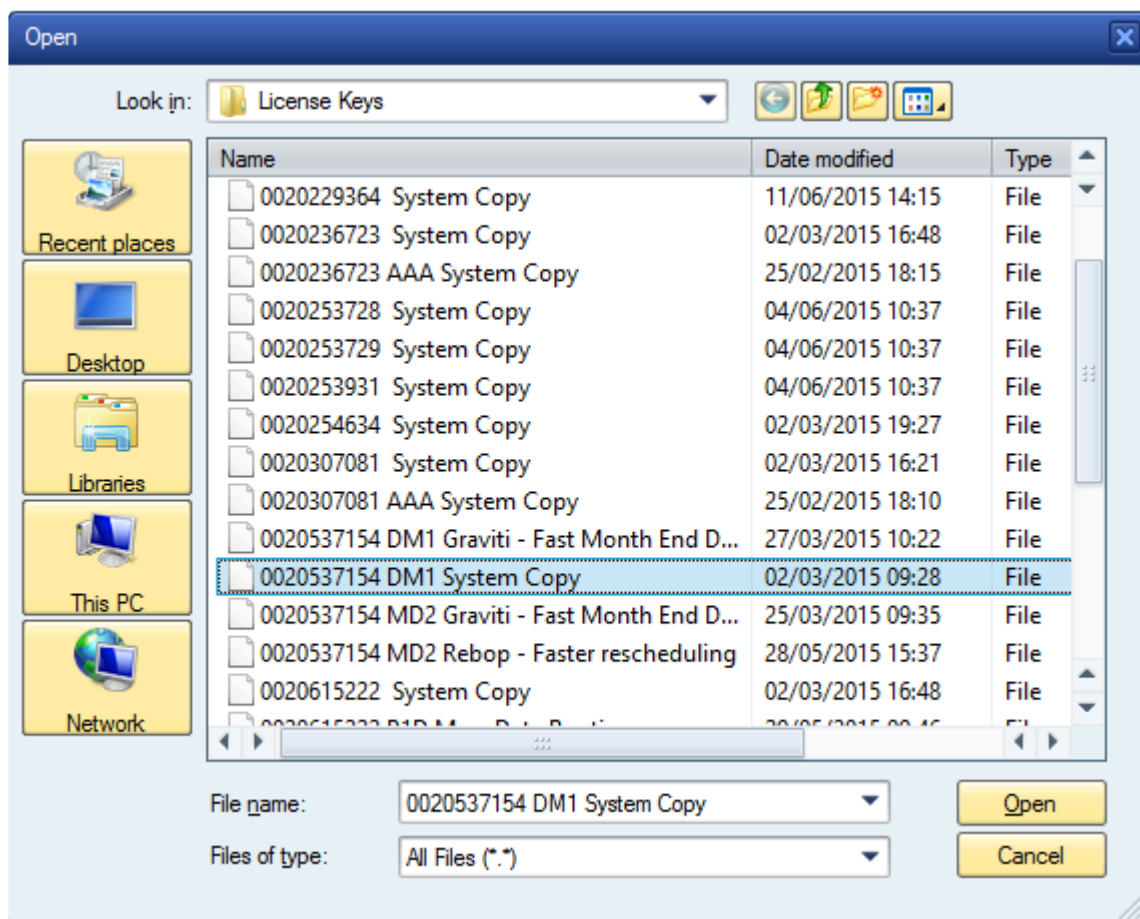 Open
Look in: License Keys
Name Date modified Type
0020229364  System Copy 11/06/2015 14:15 File
0020236723  System Copy 02/03/2015 16:48 File
0020236723 AAA System Copy 25/02/2015 18:15 File
0020253728  System Copy 04/06/2015 10:37 File
0020253729  System Copy 04/06/2015 10:37 File
0020253931  System Copy 04/06/2015 10:37 File
0020254634  System Copy 02/03/2015 19:27 File
0020307081  System Copy 02/03/2015 16:21 File
0020307081 AAA System Copy 25/02/2015 18:10 File
0020537154 DM1 Graviti - Fast Month End D... 27/03/2015 10:22 File
0020537154 DM1 System Copy 02/03/2015 09:28 File
0020537154 MD2 Graviti - Fast Month End D... 25/03/2015 09:35 File
0020537154 MD2 Rebop - Faster rescheduling 28/05/2015 15:37 File
0020615222  System Copy 02/03/2015 16:48 File
Recent places
Desktop
Libraries
This PC
Network
File name: 0020537154 DM1 System Copy Open
Files of type: All Files (*.*) Cancel